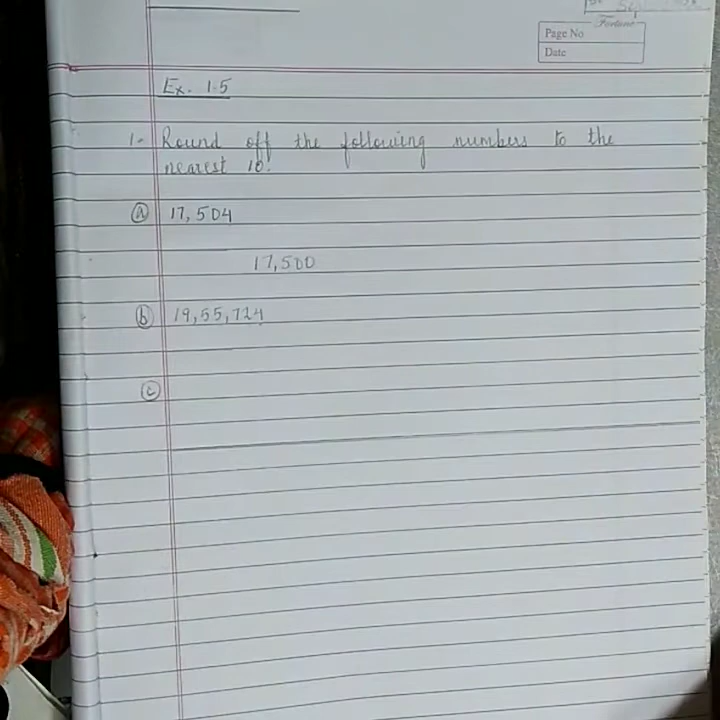 Fortune
Page No
Date
Ex. 1.5
1. Round off the following numbers to the
nearest 10.
a 17,504
17,500
b 19,55,724
c